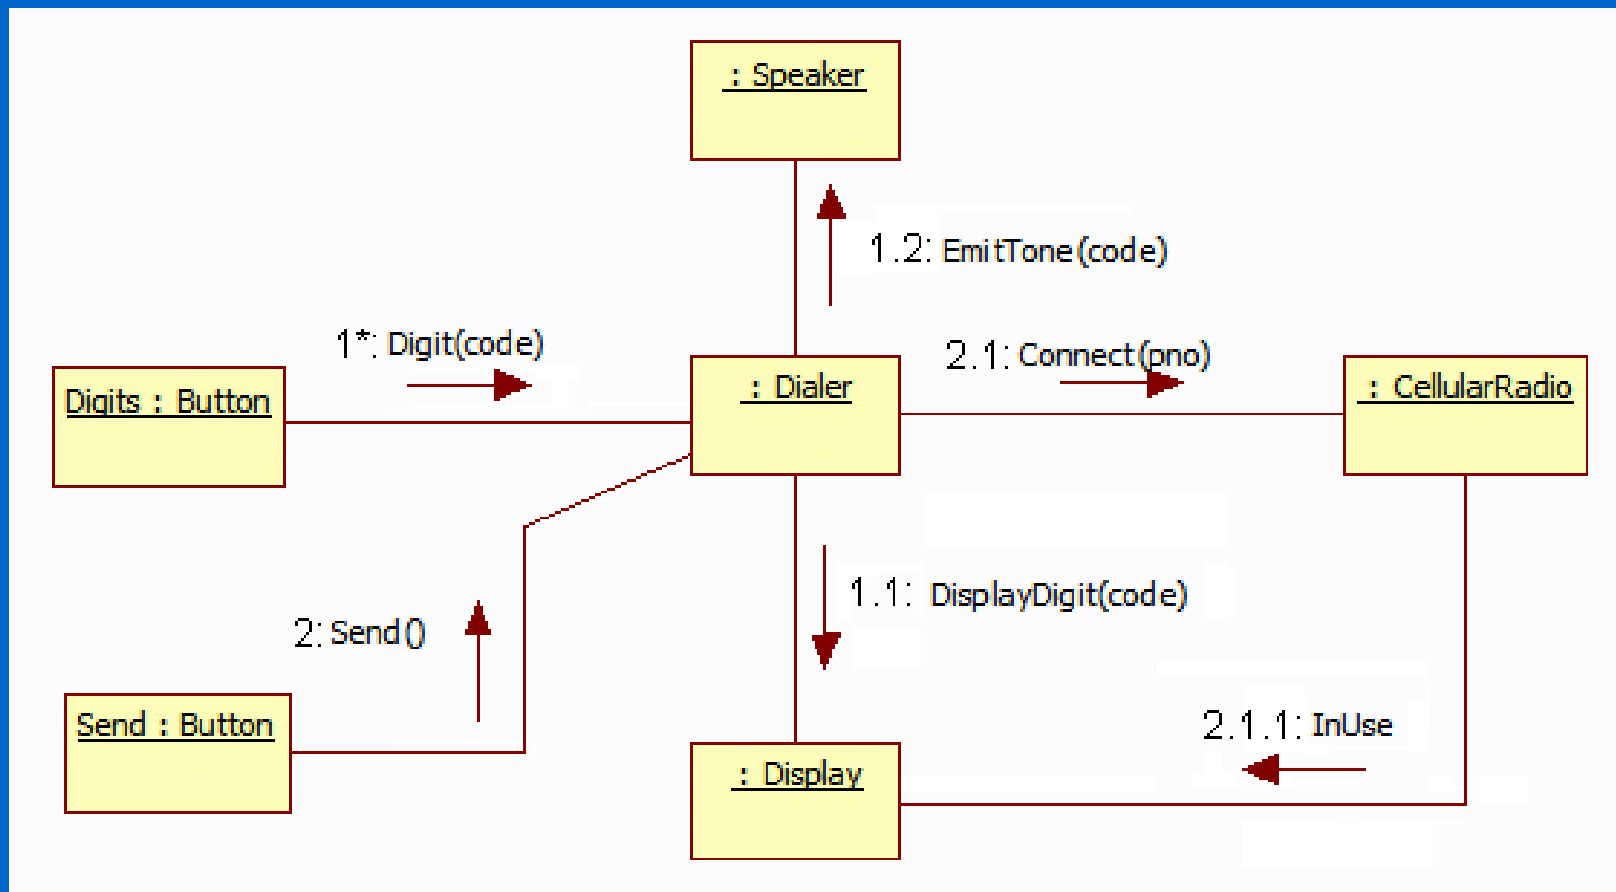 : Speaker
1.2: EmitTone(code)
1*: Digit(code)
2.1: Connect(pno)
Digits : Button
: Dialer
: CellularRadio
1.1: DisplayDigit(code)
2: Send()
Send : Button
2.1.1: InUse
: Display